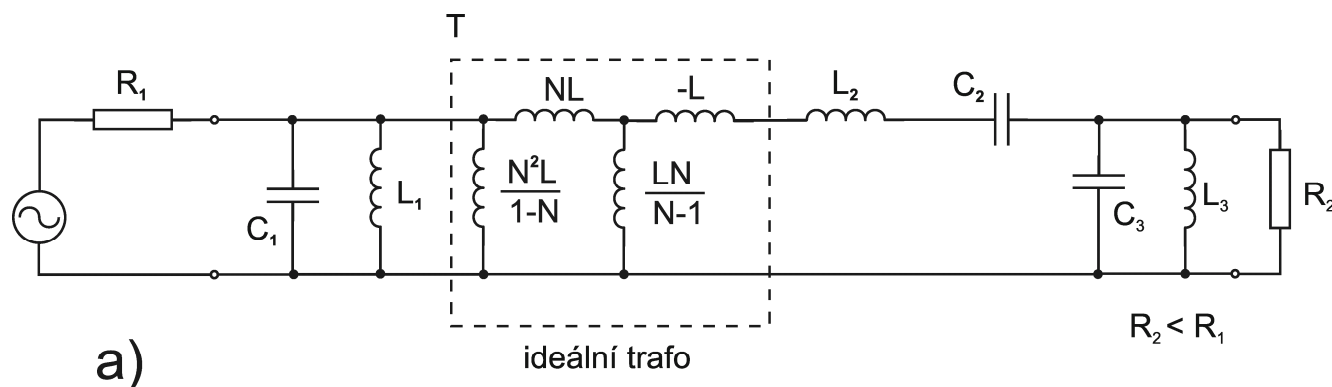 T
R₁
NL
-L
L₂
C₂
C₁
L₁
N²L
1-N
LN
N-1
C₃
L₃
R₂
R₂ < R₁
ideální trafo
a)